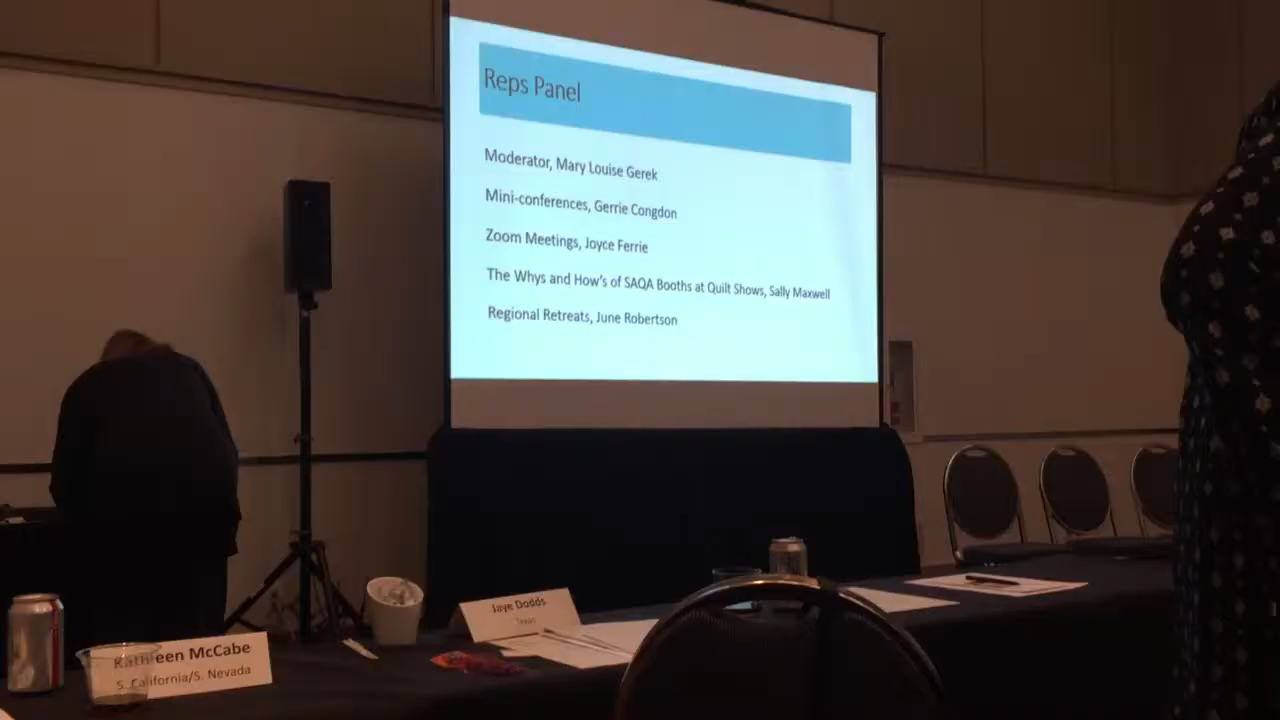 Reps Panel
Moderator, Mary Louise Gerek
Mini-conferences, Gerrie Congdon
Zoom Meetings, Joyce Ferrie
The Whys and How's of SAQA Booths at Quilt Shows, Sally Maxwell
Regional Retreats, June Robertson
Jaye Dodds
Texas
Kathleen McCabe
S. California/S. Nevada